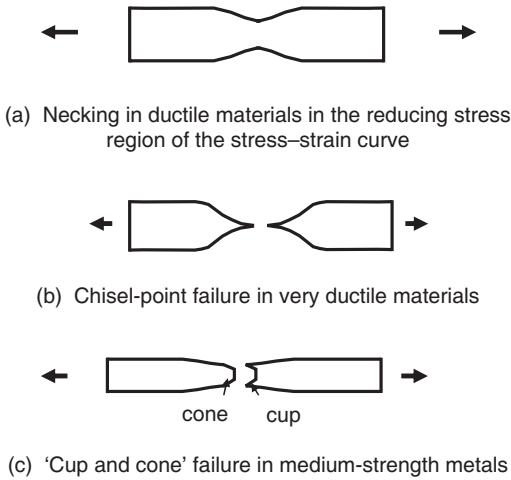 (a) Necking in ductile materials in the reducing stress
region of the stress–strain curve
(b) Chisel-point failure in very ductile materials
cone cup
(c) ‘Cup and cone’ failure in medium-strength metals